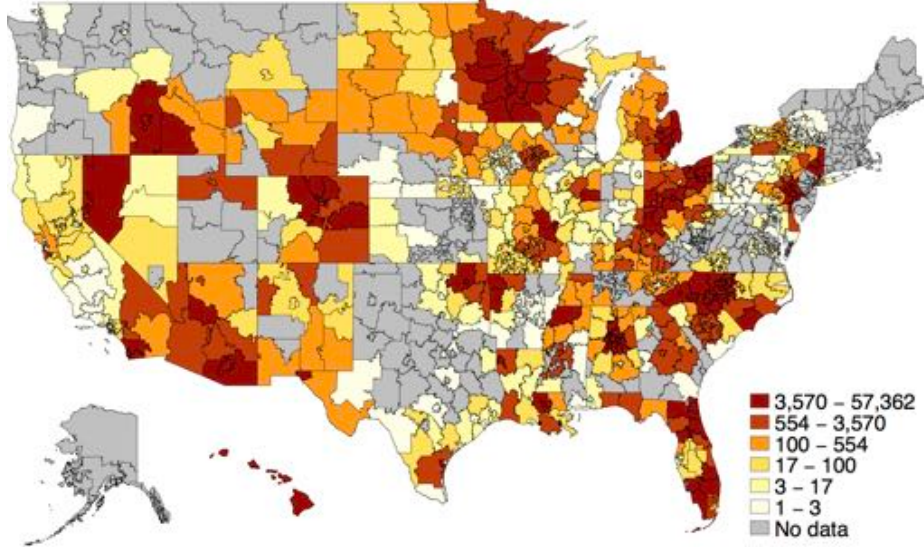 3,570 – 57,362
554 – 3,570
100 – 554
17 – 100
3 – 17
1 – 3
No data